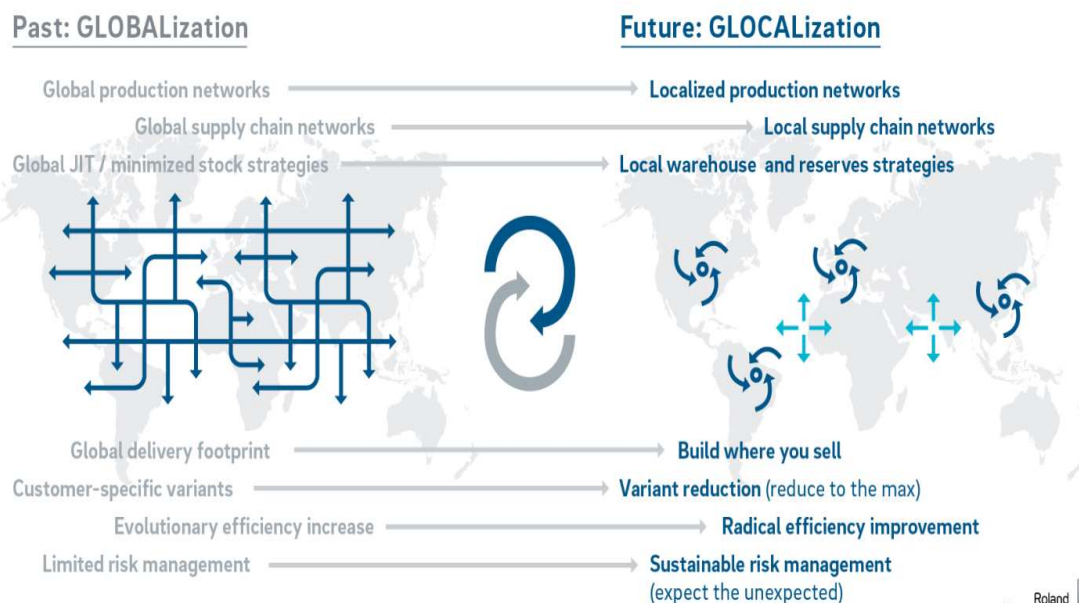 Past: GLOBALization
Future: GLOCALization
Global production networks
Localized production networks
Global supply chain networks
Local supply chain networks
Global JIT / minimized stock strategies
Local warehouse and reserves strategies
Global delivery footprint
Build where you sell
Customer-specific variants
Variant reduction (reduce to the max)
Evolutionary efficiency increase
Radical efficiency improvement
Limited risk management
Sustainable risk management
(expect the unexpected)
Roland